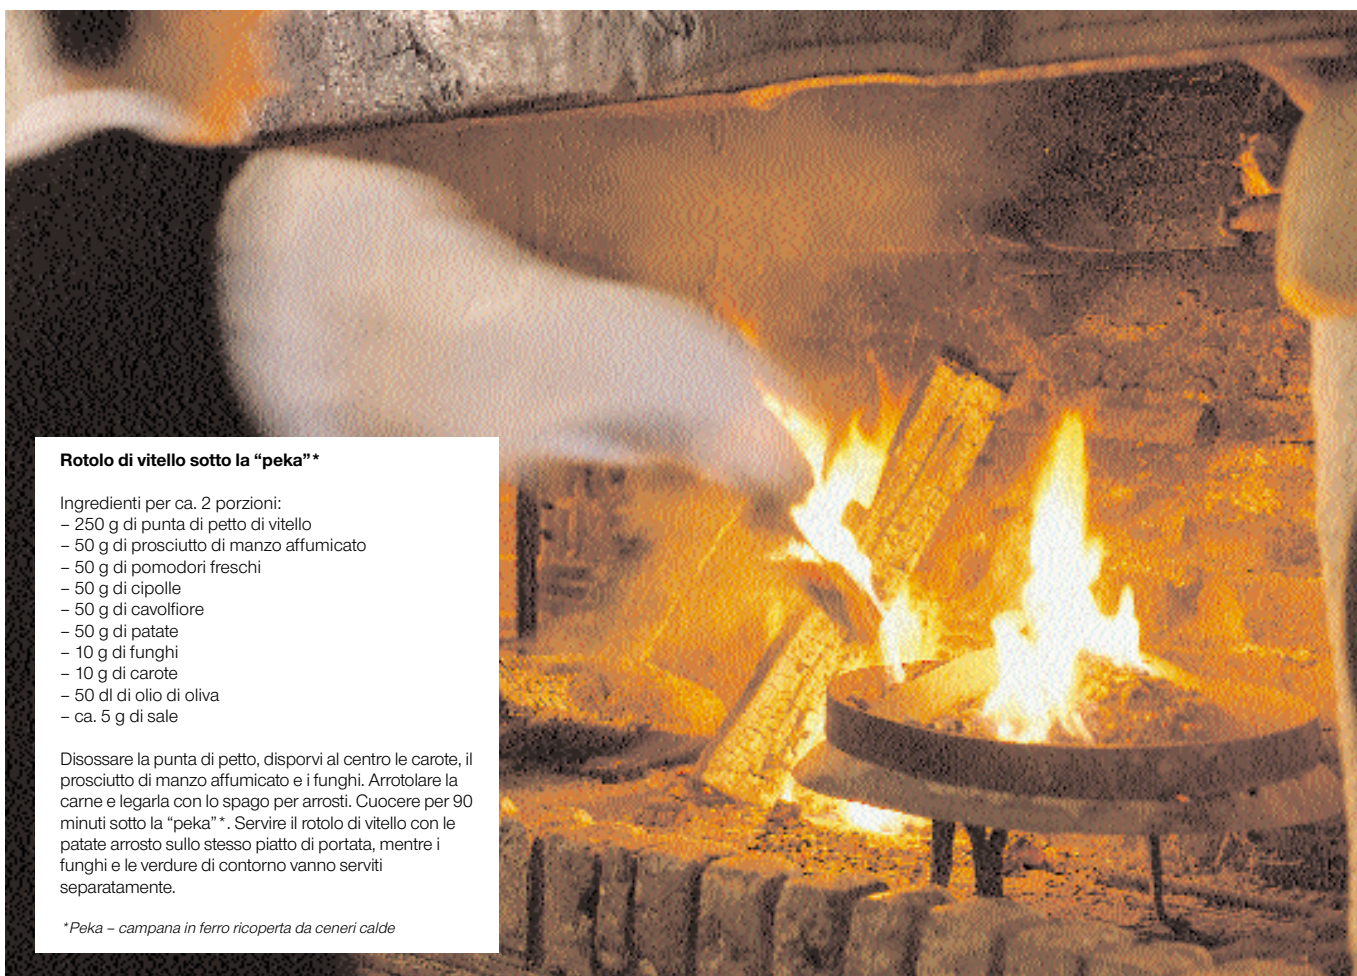 Rotolo di vitello sotto la “peka”*
Ingredienti per ca. 2 porzioni:
– 250 g di punta di petto di vitello
– 50 g di prosciutto di manzo affumicato
– 50 g di pomodori freschi
– 50 g di cipolle
– 50 g di cavolfiore
– 50 g di patate
– 10 g di funghi
– 10 g di carote
– 50 dl di olio di oliva
– ca. 5 g di sale
Disossare la punta di petto, disporvi al centro le carote, il
prosciutto di manzo affumicato e i funghi. Arrotolare la
carne e legarla con lo spago per arrosti. Cuocere per 90
minuti sotto la “peka”*. Servire il rotolo di vitello con le
patate arrosto sullo stesso piatto di portata, mentre i
funghi e le verdure di contorno vanno serviti
separatamente.
*Peka – campana in ferro ricoperta da ceneri calde